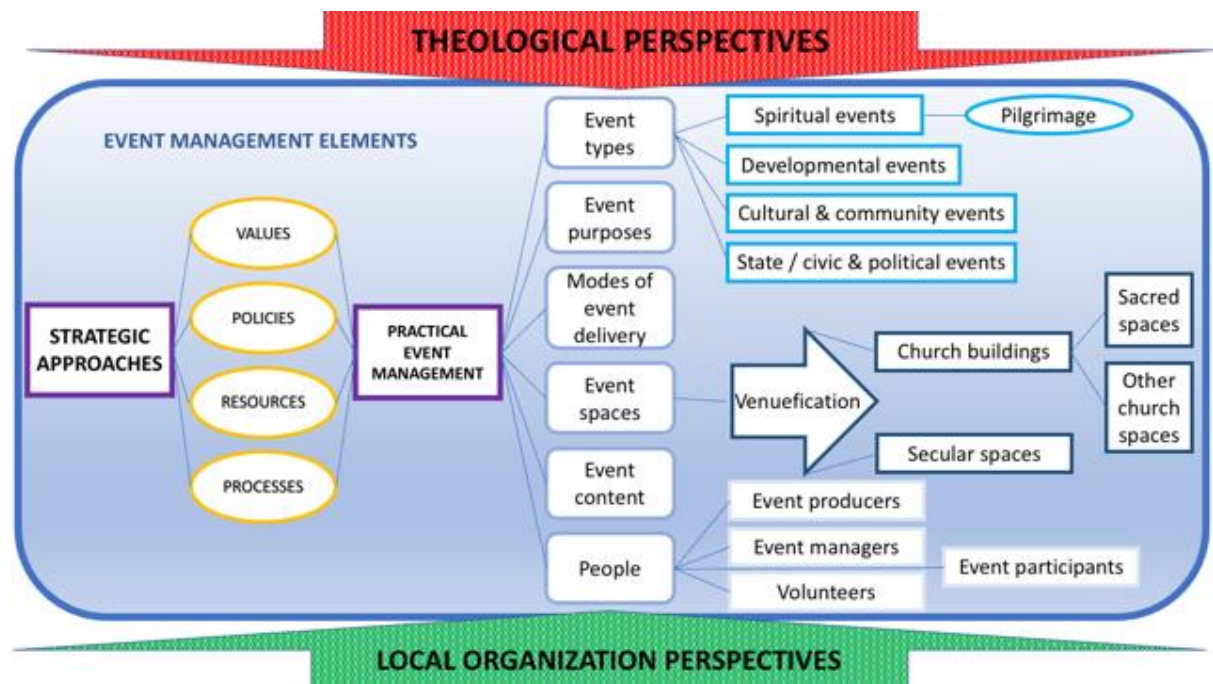 THEOLOGICAL PERSPECTIVES
EVENT MANAGEMENT ELEMENTS
STRATEGIC
APPROACHES
VALUES
POLICIES
RESOURCES
PROCESSES
PRACTICAL
EVENT
MANAGEMENT
Event
types
Event
purposes
Modes of
event
delivery
Event
spaces
Event
content
People
Spiritual events
Pilgrimage
Developmental events
Cultural & community events
State / civic & political events
Venuefication
Church buildings
Sacred
spaces
Other
church
spaces
Secular spaces
Event producers
Event managers
Event participants
Volunteers
LOCAL ORGANIZATION PERSPECTIVES